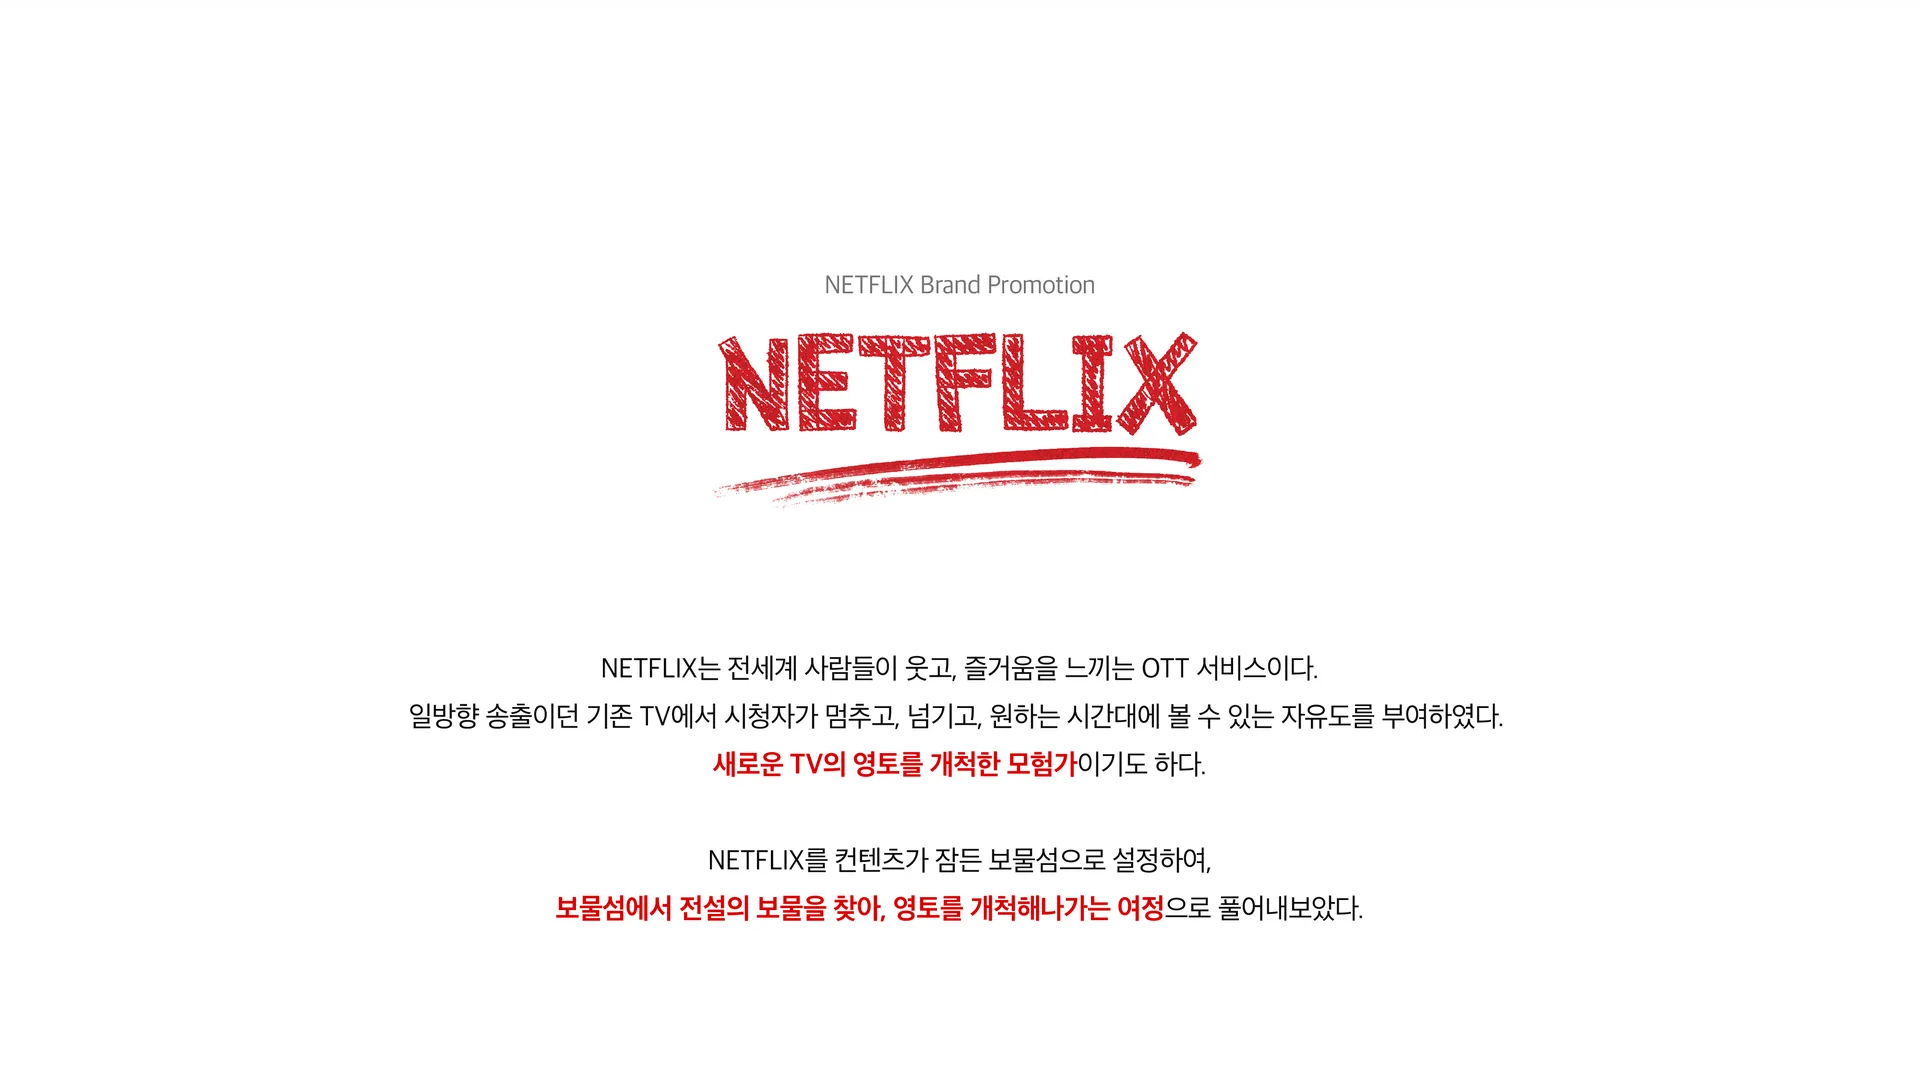 NETFLIX Brand Promotion
NETFLIX
NETFLIX는 전세계 사람들이 웃고, 즐거움을 느끼는 OTT 서비스이다.
일방향 송출이던 기존 TV에서 시청자가 멈추고, 넘기고, 원하는 시간대에 볼 수 있는 자유도를 부여하였다.
새로운 TV의 영토를 개척한 모험가이기도 하다.
NETFLIX를 컨텐츠가 잠든 보물섬으로 설정하여,
보물섬에서 전설의 보물을 찾아, 영토를 개척해나가는 여정으로 풀어내보았다.